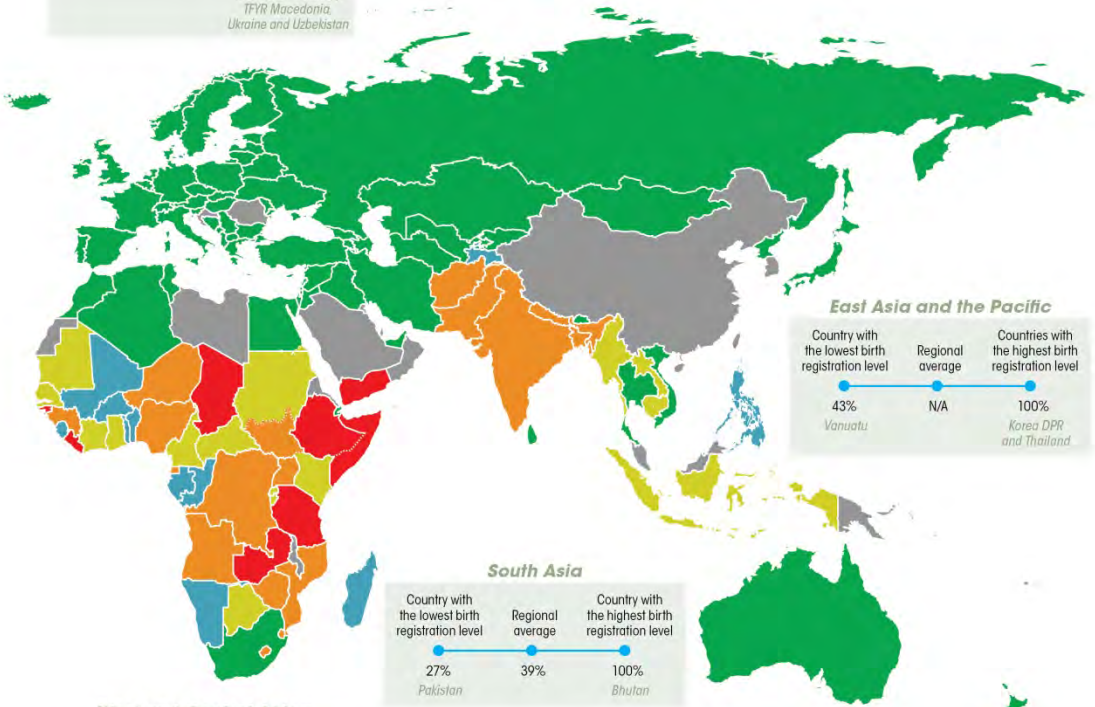 TFYR Macedonia,
Ukraine and Uzbekistan
East Asia and the Pacific
Country with
the lowest birth
registration level
Regional
average
Countries with
the highest birth
registration level
43%
N/A
100%
Vanuatu
Korea DPR
and Thailand
South Asia
Country with
the lowest birth
registration level
Regional
average
Country with
the highest birth
registration level
27%
39%
100%
Pakistan
Bhutan